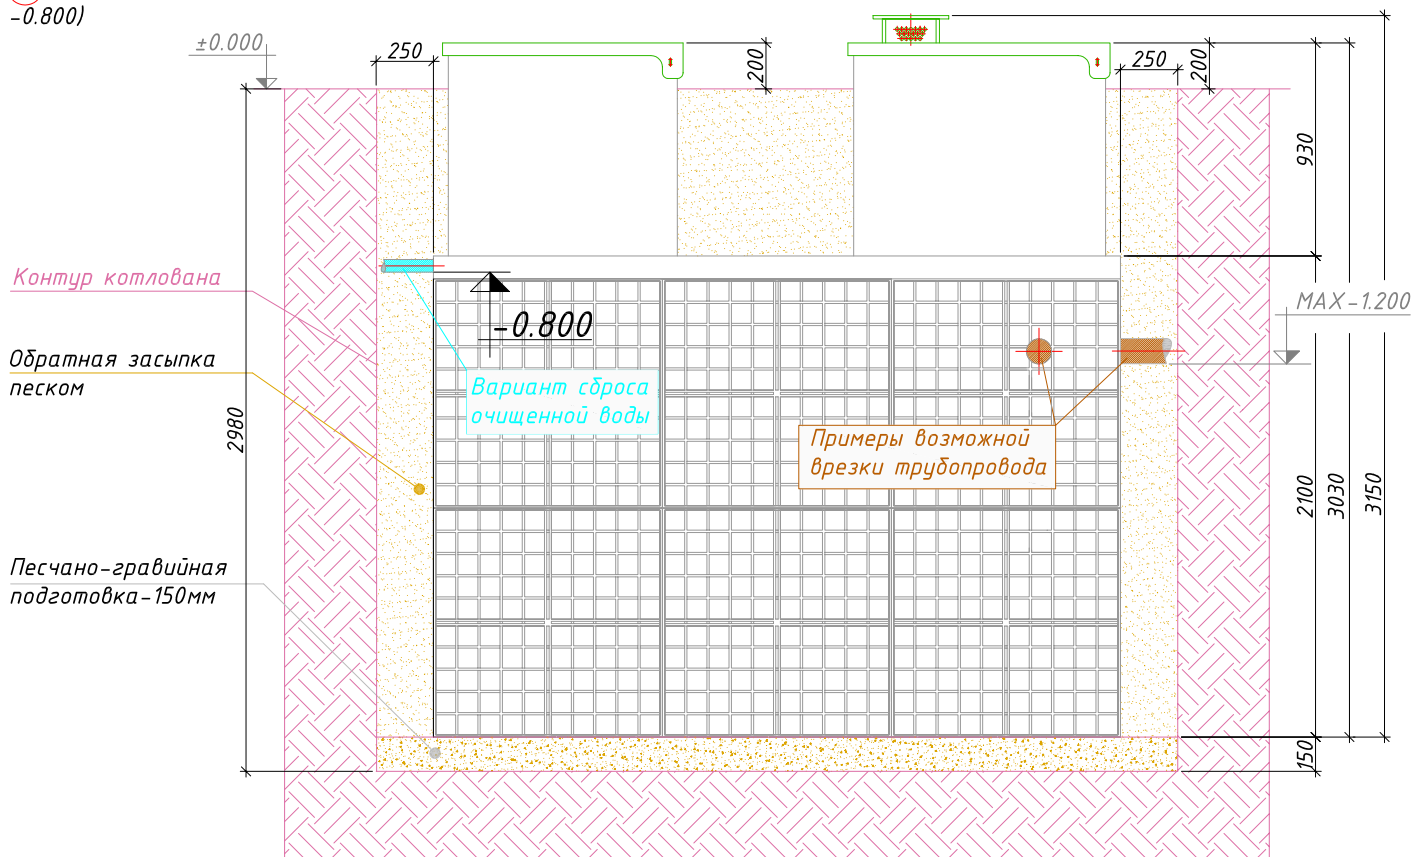 -0.800)
±0.000
250
200
250
200
930
Контур котлована
MAX-1.200
-0.800
Обратная засыпка
песком
Вариант сброса
очищенной воды
2980
Примеры возможной
врезки трубопровода
2100
3030
3150
Песчано-гравийная
подготовка-150мм
150